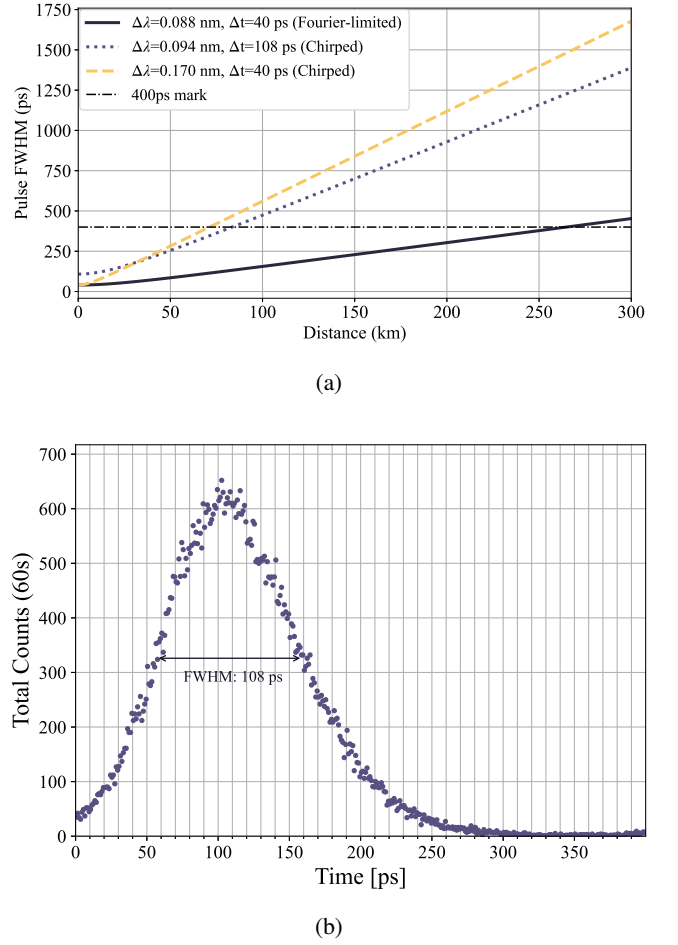 1750
1500
1250
1000
750
500
250
0
Pulse FWHM (ps)
Δλ=0.088 nm, Δt=40 ps (Fourier-limited)
Δλ=0.094 nm, Δt=108 ps (Chirped)
Δλ=0.170 nm, Δt=40 ps (Chirped)
400ps mark
0 50 100 150 200 250 300
Distance (km)
(a)
700
600
500
400
300
200
100
0
Total Counts (60s)
FWHM: 108 ps
0 50 100 150 200 250 300 350
Time [ps]
(b)